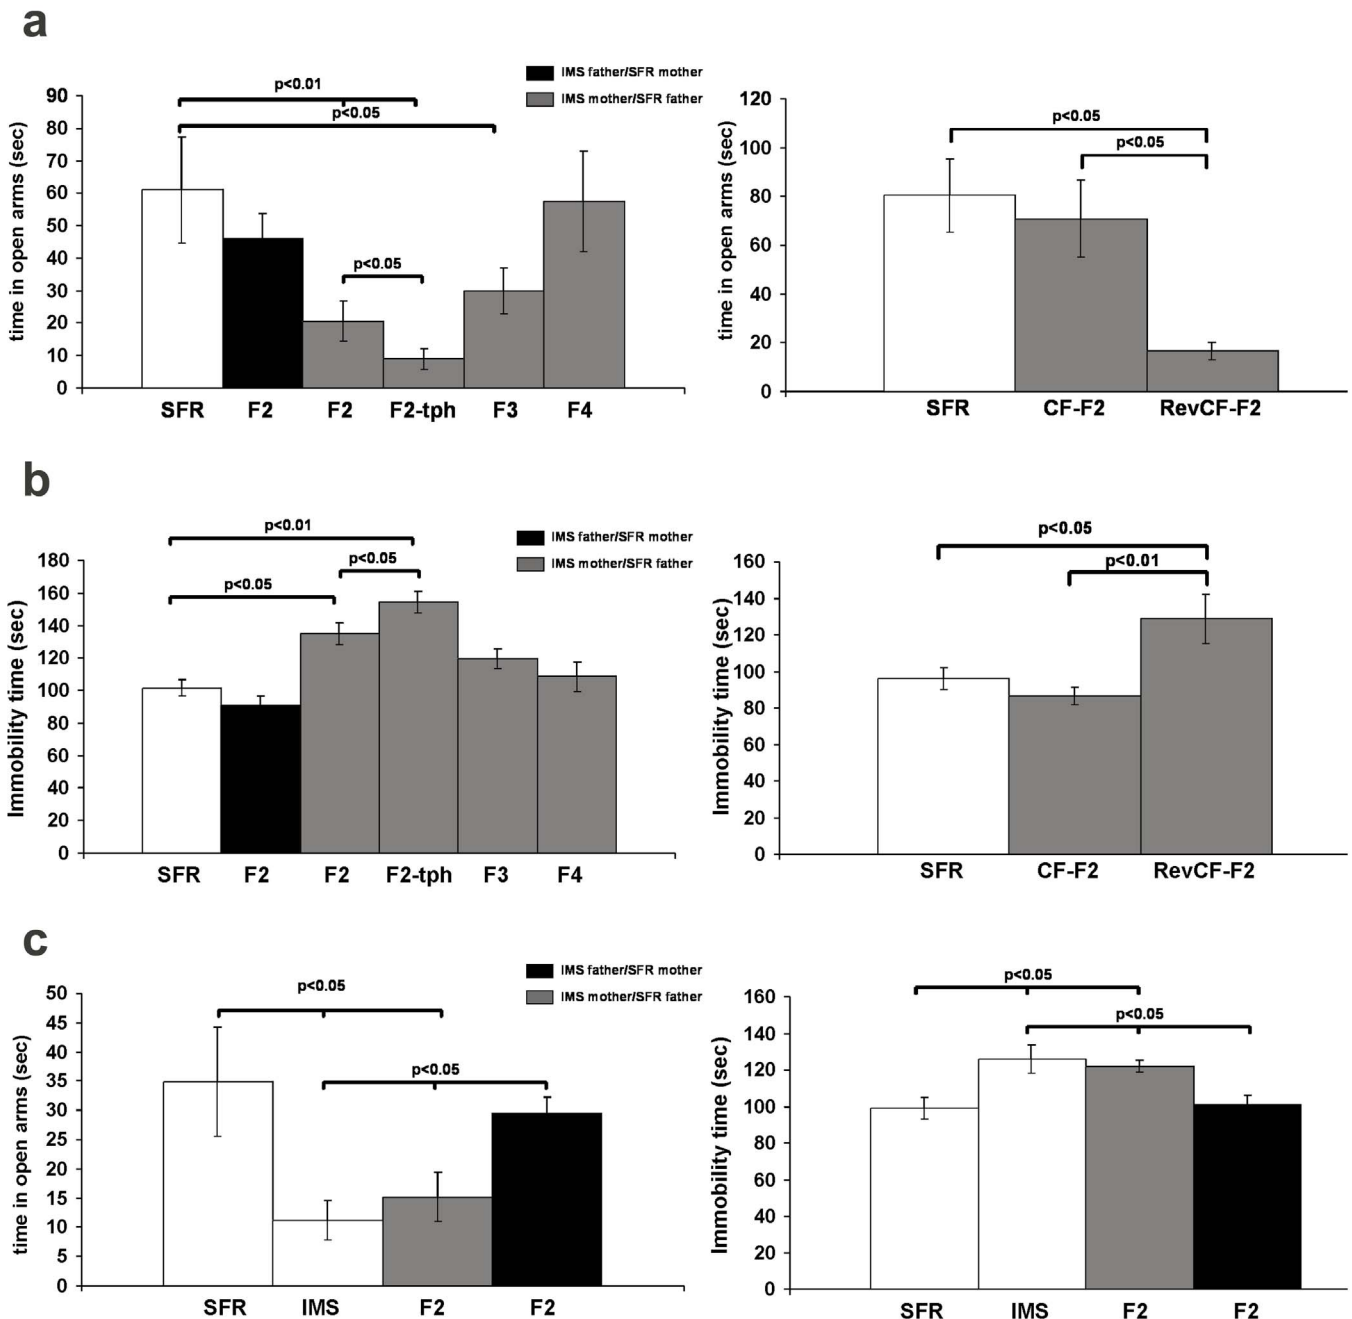 a
IMS father/SFR mother
IMS mother/SFR father
p<0.01
p<0.05
p<0.05
time in open arms (sec)
90
80
70
60
50
40
30
20
10
0
SFR F2 F2 F2-tph F3 F4
p<0.05
p<0.05
time in open arms (sec)
120
100
80
60
40
20
0
SFR CF-F2 RevCF-F2
b
IMS father/SFR mother
IMS mother/SFR father
p<0.01
p<0.05
p<0.05
Immobility time (sec)
180
160
140
120
100
80
60
40
20
0
SFR F2 F2 F2-tph F3 F4
p<0.05
p<0.01
Immobility time (sec)
160
140
120
100
80
60
40
20
0
SFR CF-F2 RevCF-F2
c
IMS father/SFR mother
IMS mother/SFR father
p<0.05
p<0.05
time in open arms (sec)
50
45
40
35
30
25
20
15
10
5
0
SFR IMS F2 F2
p<0.05
p<0.05
Immobility time (sec)
160
140
120
100
80
60
40
20
0
SFR IMS F2 F2